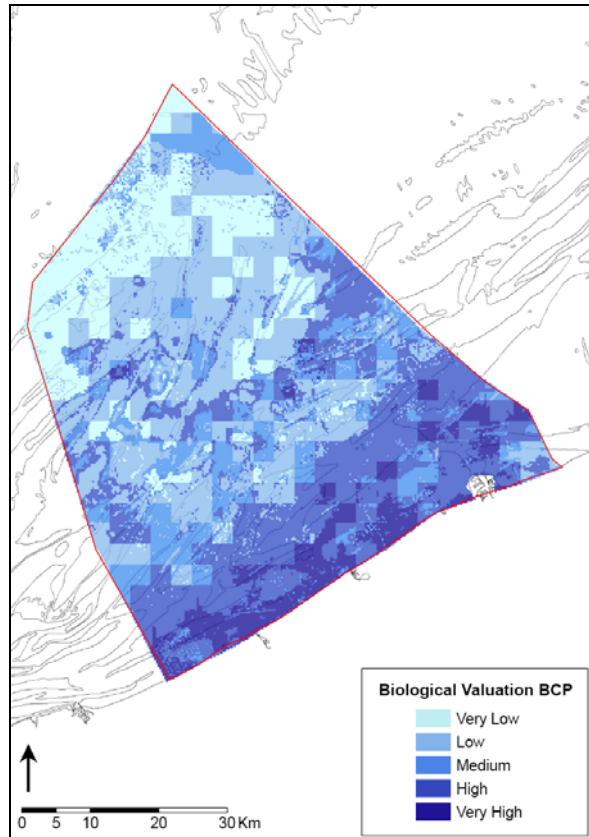 Biological Valuation BCP
Very Low
Low
Medium
High
Very High
0 5 10 20 30 Km